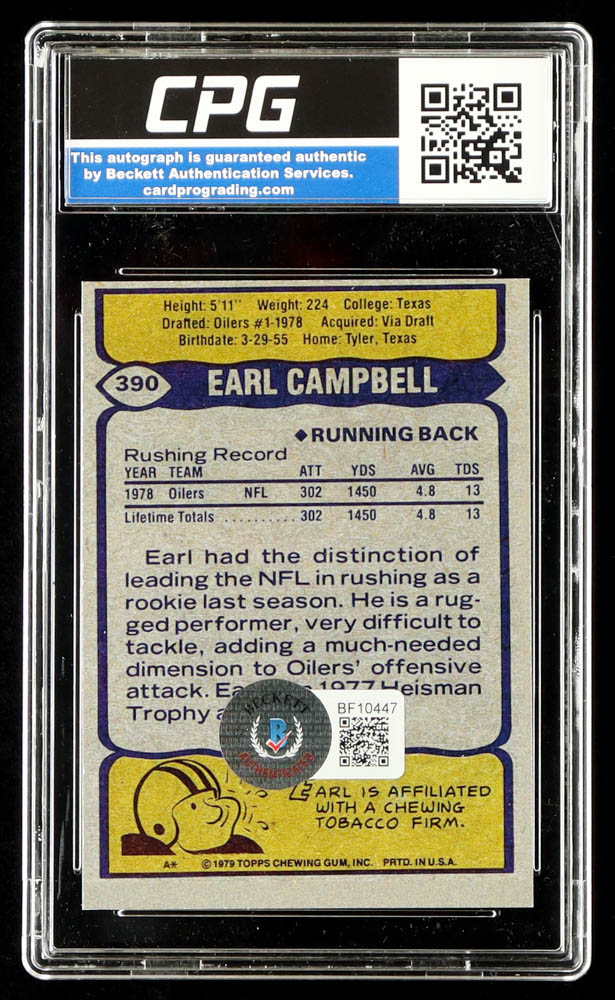 CPG
This autograph is guaranteed authentic
by Beckett Authentication Services.
cardprograding.com
Height: 5'11" Weight: 224 College: Texas
Drafted: Oilers #1-1978 Acquired: Via Draft
Birthdate: 3-29-55 Home: Tyler, Texas
390 EARL CAMPBELL
◆RUNNING BACK
Rushing Record
YEAR TEAM ATT YDS AVG TDS
1978 Oilers NFL 302 1450 4.8 13
Lifetime Totals .......... 302 1450 4.8 13
Earl had the distinction of
leading the NFL in rushing as a
rookie last season. He is a rug-
ged performer, very difficult to
tackle, adding a much-needed
dimension to Oilers' offensive
attack. 1977 Heisman
Trophy
BECKETT
B
AUTHENTICATED
BF10447
EARL IS AFFILIATED
WITH A CHEWING
TOBACCO FIRM.
A* © 1979 TOPPS CHEWING GUM, INC. PRTD. IN U.S.A.